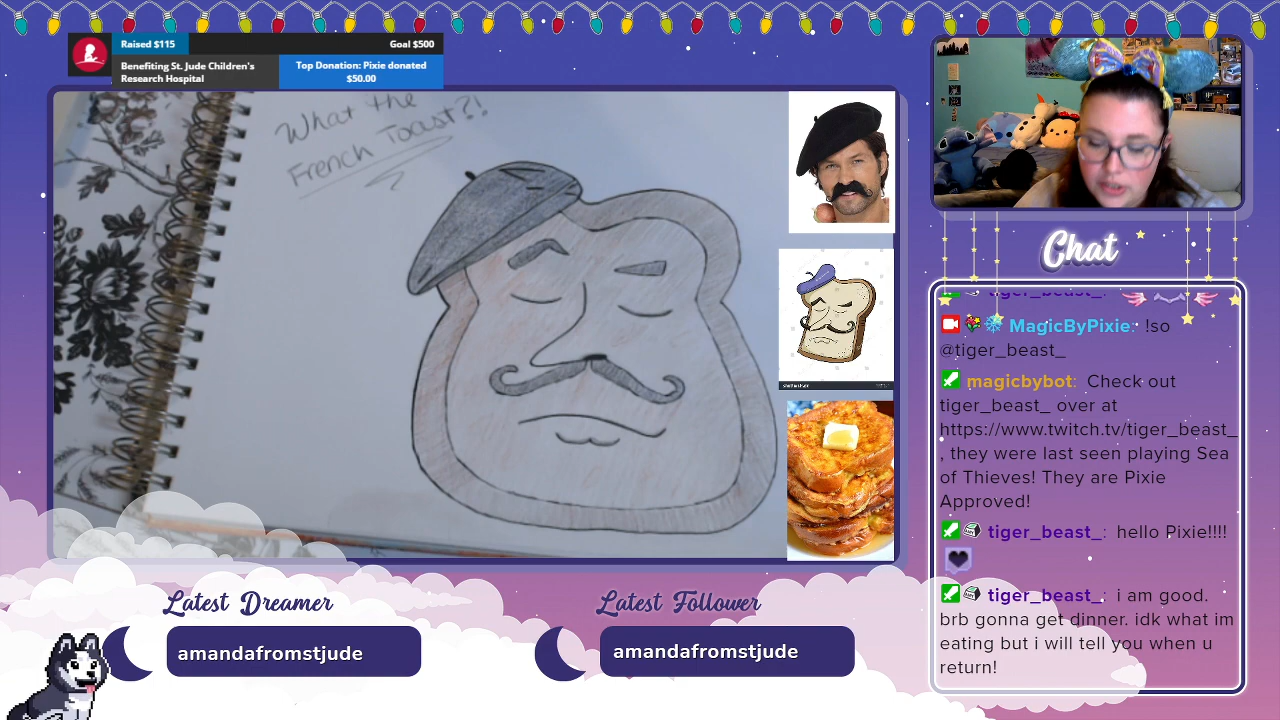 Raised $115
Goal $500
Benefiting St. Jude Children's
Research Hospital
Top Donation: Pixie donated
$50.00
What the
French Toast?!
Chat
tiger_beast_:
MagicByPixie: !so
@tiger_beast_
magicbybot: Check out
tiger_beast_ over at
https://www.twitch.tv/tiger_beast_
, they were last seen playing Sea
of Thieves! They are Pixie
Approved!
tiger_beast_: hello Pixie!!!!
tiger_beast_: i am good.
brb gonna get dinner. idk what im
eating but i will tell you when u
return!
Latest Dreamer
amandafromstjude
Latest Follower
amandafromstjude